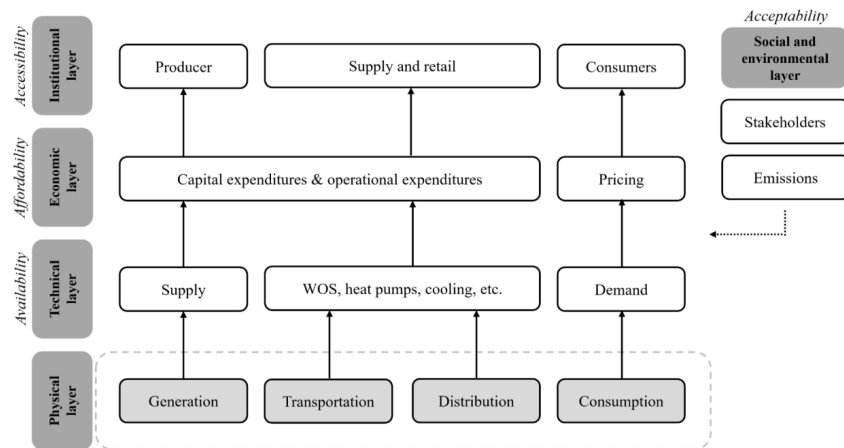 Acceptability
Accessibility
Institutional
layer
Producer
Supply and retail
Consumers
Social and
environmental
layer
Stakeholders
Affordability
Economic
layer
Capital expenditures & operational expenditures
Pricing
Emissions
Availability
Technical
layer
Supply
WOS, heat pumps, cooling, etc.
Demand
Physical
layer
Generation
Transportation
Distribution
Consumption